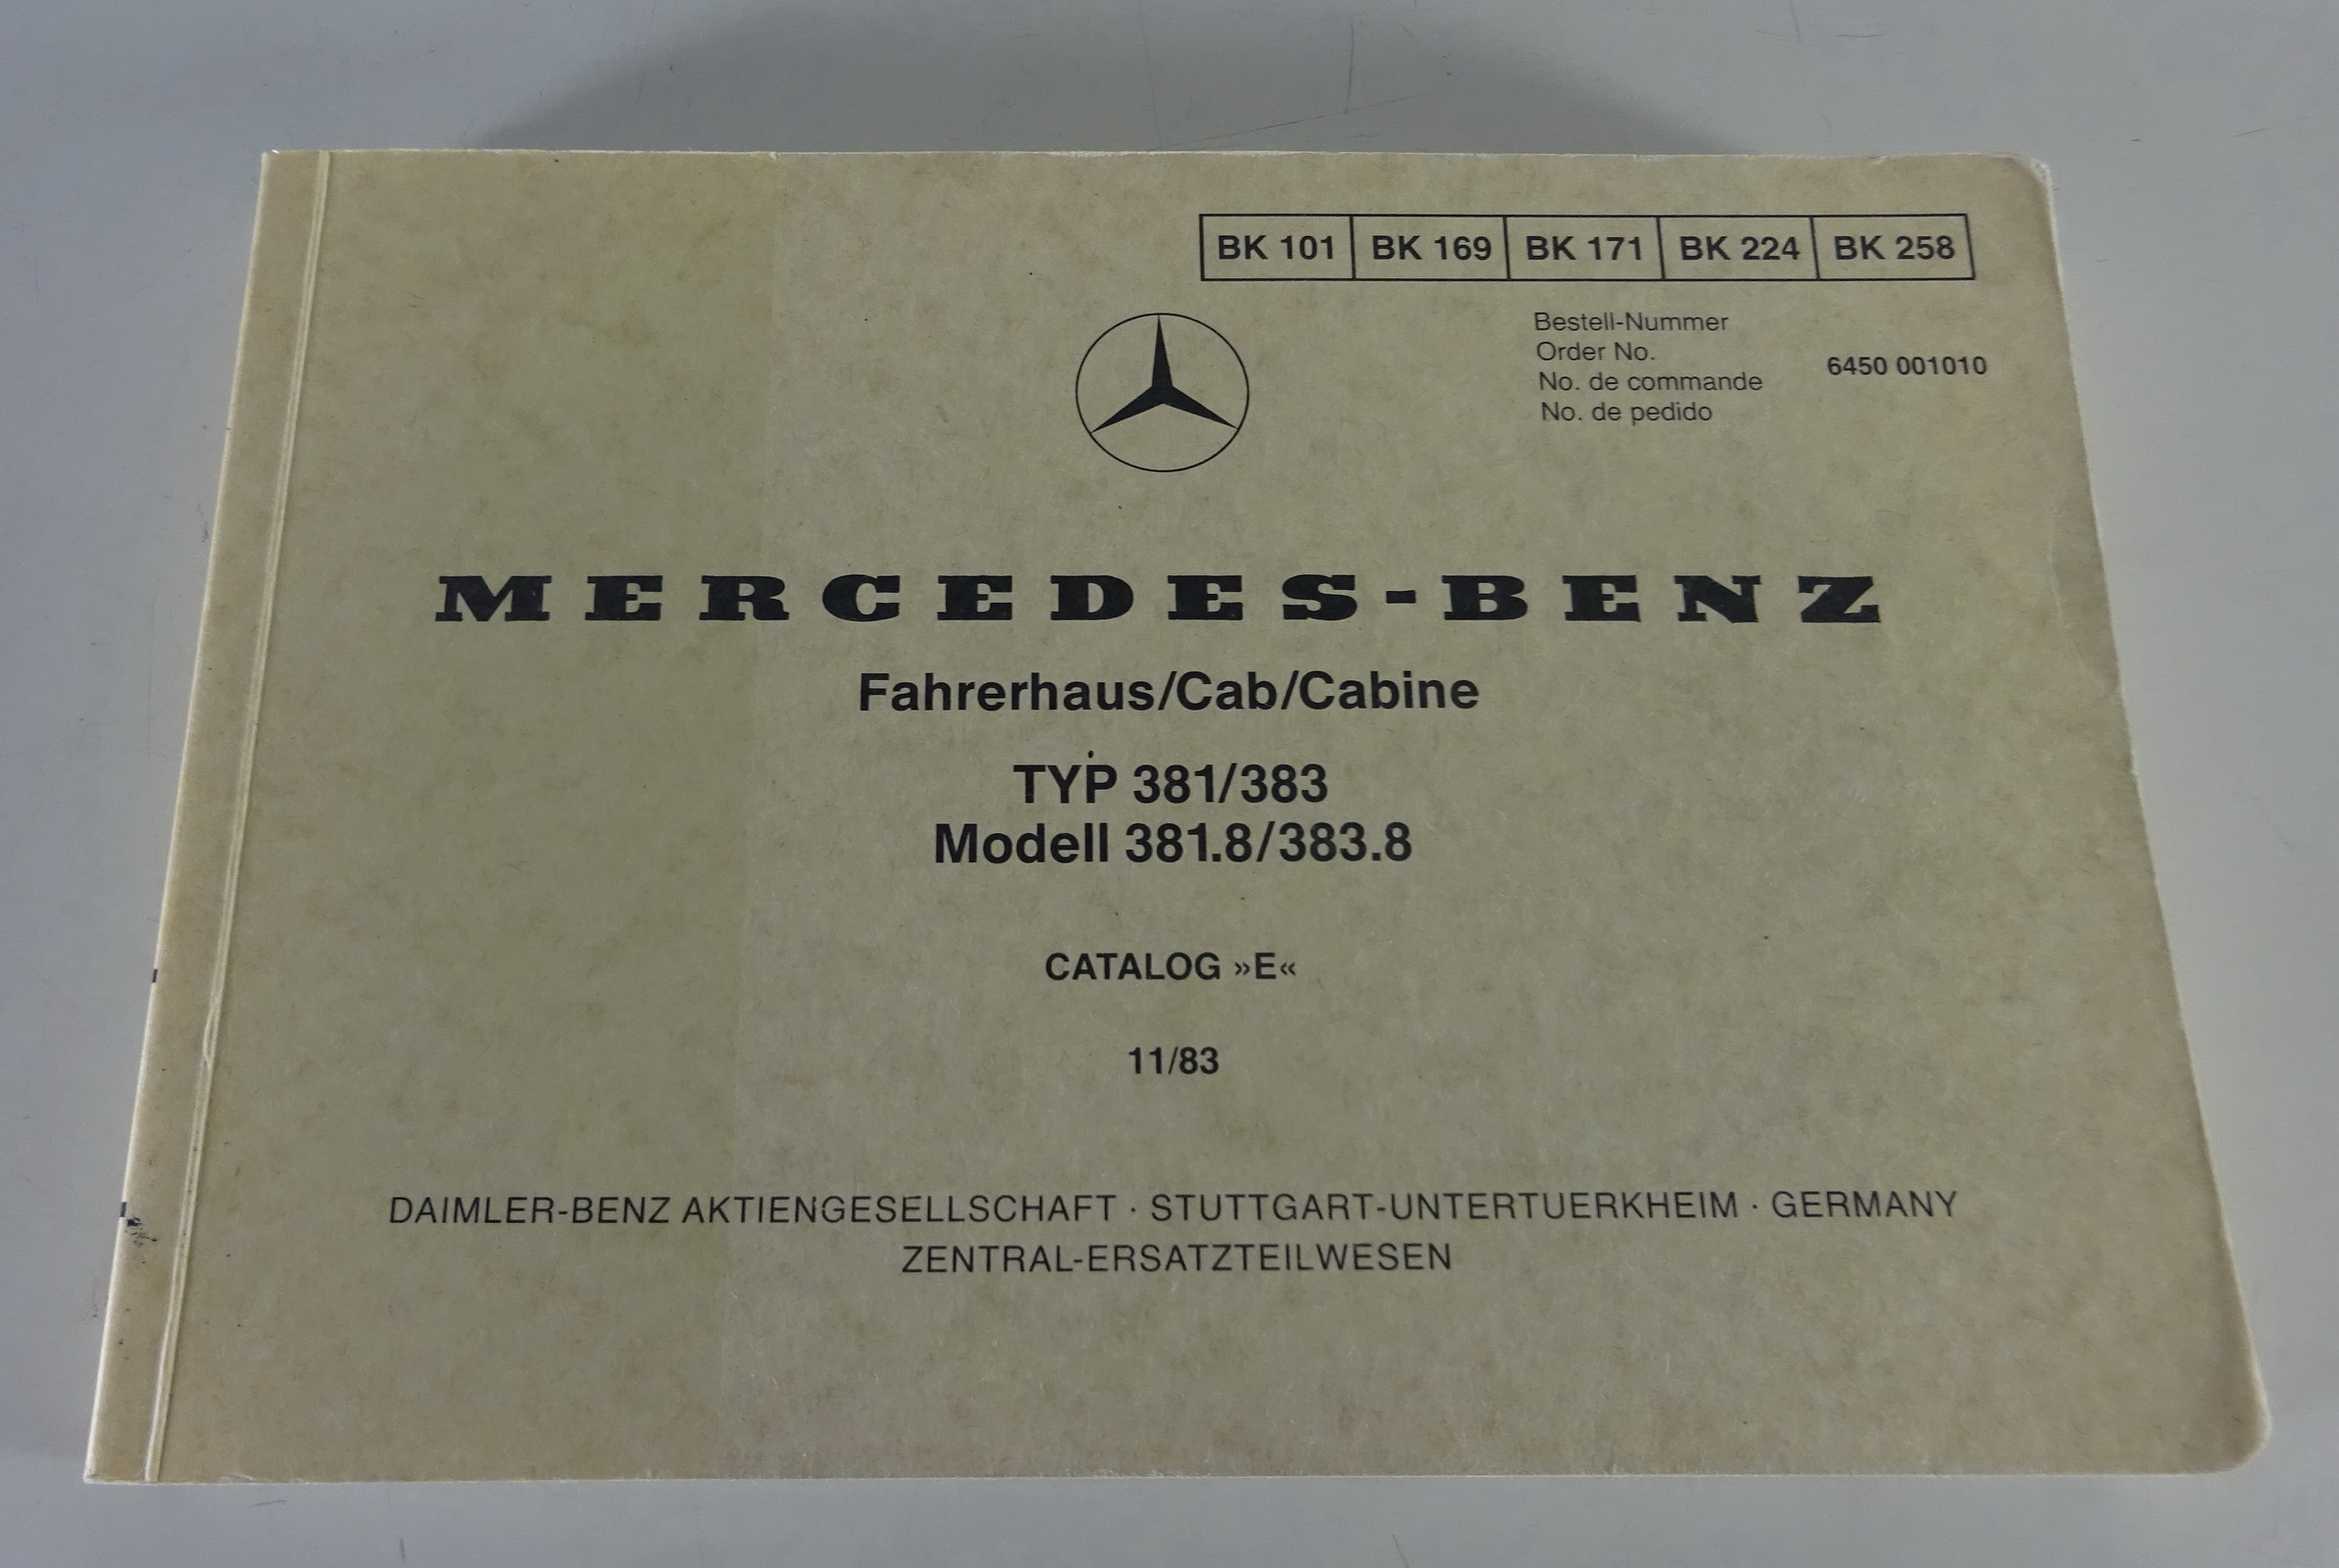 BK 101 BK 169 BK 171 BK 224 BK 258
Bestell-Nummer
Order No.
No. de commande
No. de pedido
6450 001010
MERCEDES-BENZ
Fahrerhaus/Cab/Cabine
TYP 381/383
Modell 381.8/383.8
CATALOG »E«
11/83
DAIMLER-BENZ AKTIENGESELLSCHAFT · STUTTGART-UNTERTUERKHEIM · GERMANY
ZENTRAL-ERSATZTEILWESEN